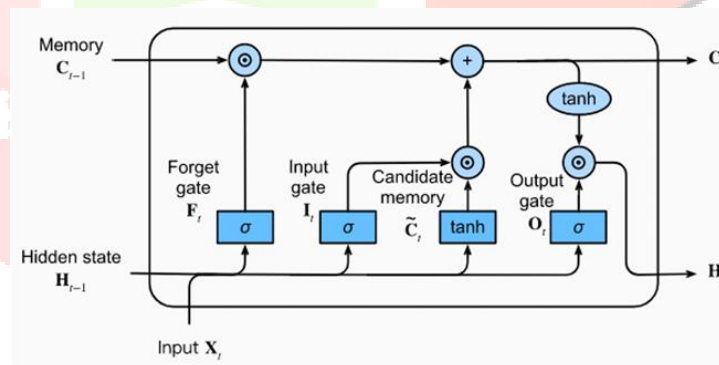 Memory
C_{t-1}
C
tanh
Forget
gate
F_t
Input
gate
I_t
Candidate
memory
C̃_t
Output
gate
O_t
σ
σ
tanh
σ
Hidden state
H_{t-1}
H
Input X_t
+